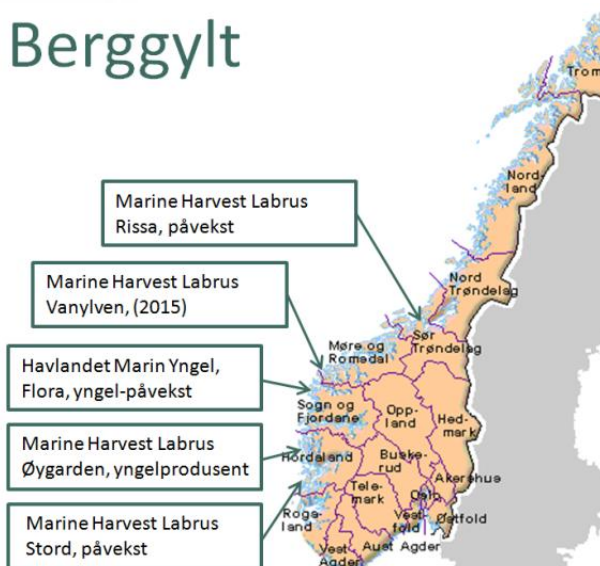 Berggylt
Marine Harvest Labrus
Rissa, påvekst
Marine Harvest Labrus
Vanylven, (2015)
Havlandet Marin Yngel,
Flora, yngel-påvekst
Marine Harvest Labrus
Øygarden, yngelprodusent
Marine Harvest Labrus
Stord, påvekst
Trom
Nord-
land
Nord
Trøndelag
Sør
Trøndelag
Møre og
Romsdal
Sogn og
Fjordane
Opp-
land
Hed-
mark
Hordaland
Buske-
rud
Akershus
Tele-
mark
Oslo
Roga-
land
Vest-
fold
Østfold
Vest
Agder
Aust Agder